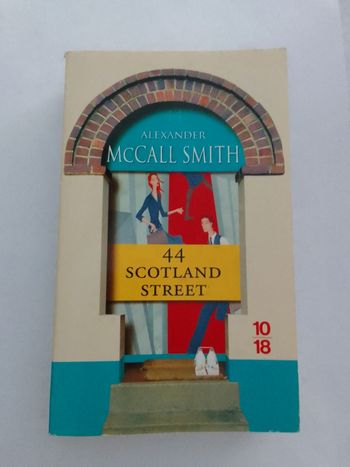 ALEXANDER
MCCALL SMITH
44
SCOTLAND
STREET
10
18